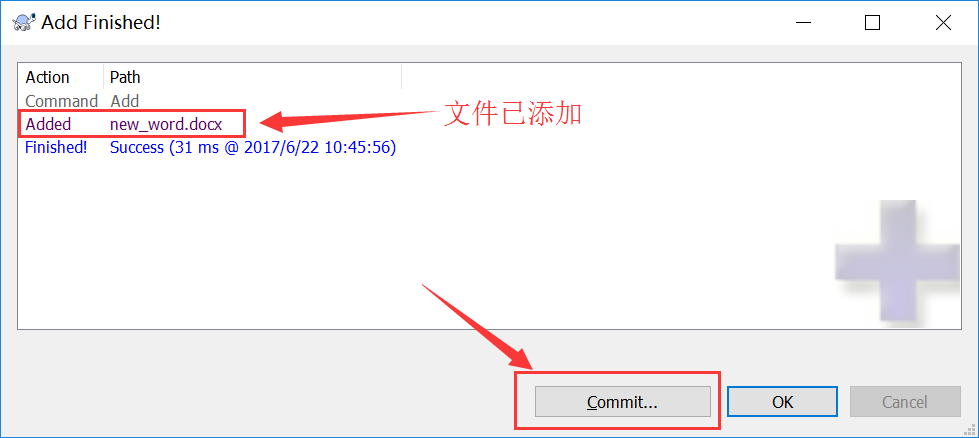 Add Finished!
Action Path
Command Add
Added new_word.docx
文件已添加
Finished! Success (31 ms @ 2017/6/22 10:45:56)
Commit... OK Cancel